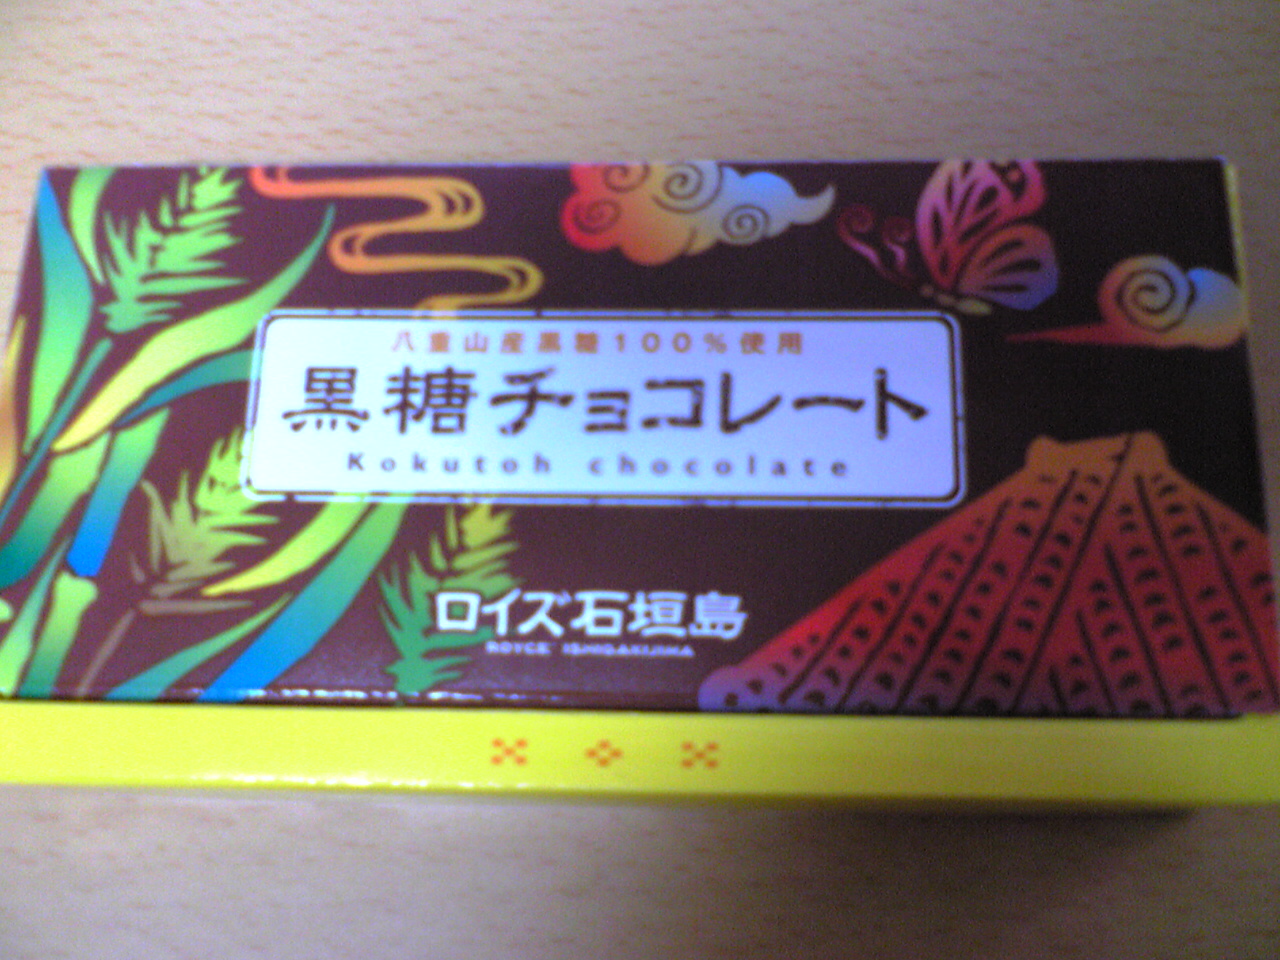 八重山産黒糖100%使用
黒糖チョコレート
Kokutoh chocolate
ロイズ石垣島
ROYCE' ISHIGAKIJIMA